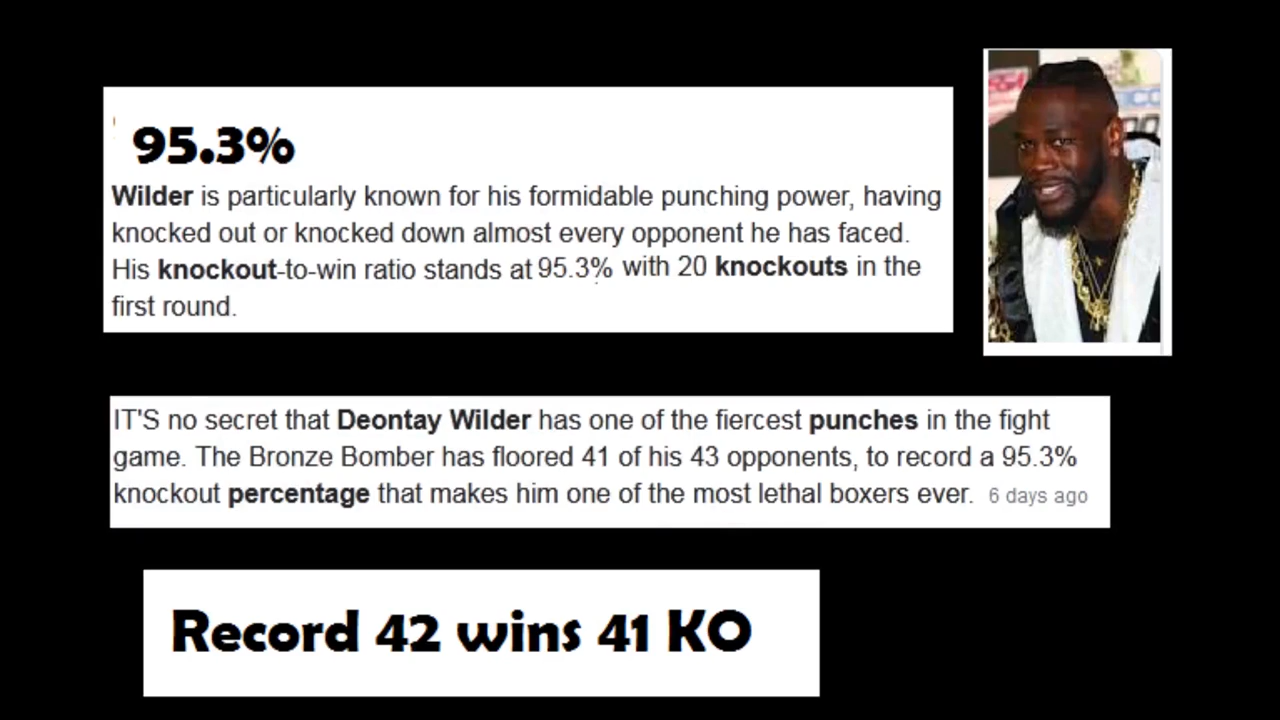 95.3%
Wilder is particularly known for his formidable punching power, having
knocked out or knocked down almost every opponent he has faced.
His knockout-to-win ratio stands at 95.3% with 20 knockouts in the
first round.
IT'S no secret that Deontay Wilder has one of the fiercest punches in the fight
game. The Bronze Bomber has floored 41 of his 43 opponents, to record a 95.3%
knockout percentage that makes him one of the most lethal boxers ever. 6 days ago
Record 42 wins 41 KO